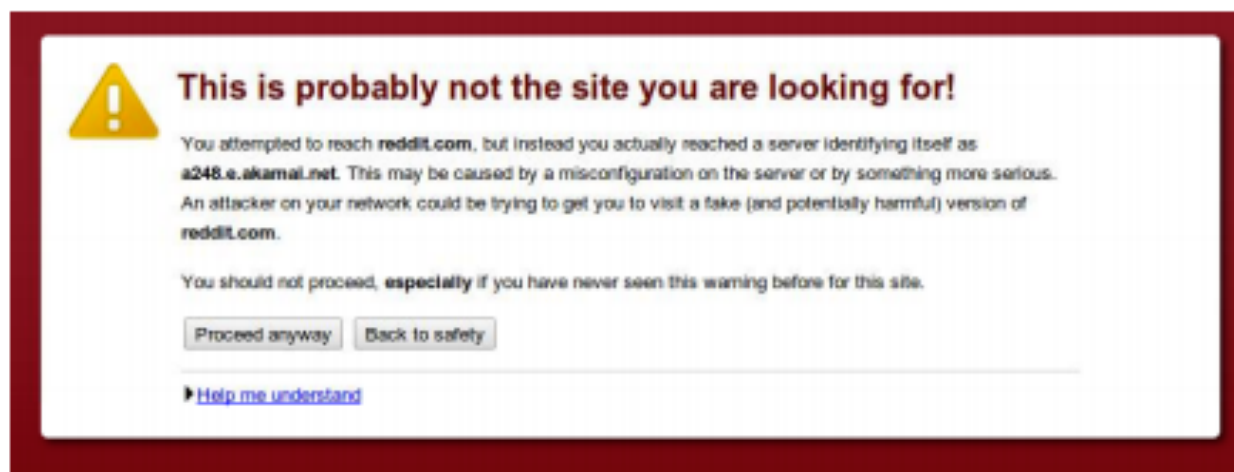 This is probably not the site you are looking for!
You attempted to reach reddit.com, but instead you actually reached a server identifying itself as
a248.e.akamai.net. This may be caused by a misconfiguration on the server or by something more serious.
An attacker on your network could be trying to get you to visit a fake (and potentially harmful) version of
reddit.com.
You should not proceed, especially if you have never seen this warning before for this site.
Proceed anyway Back to safety
Help me understand